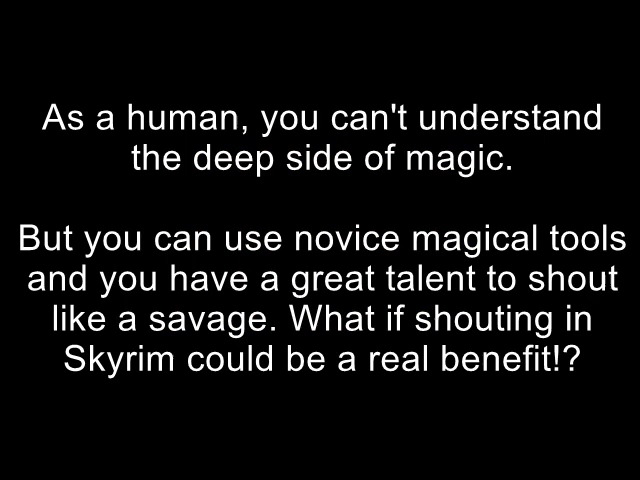 As a human, you can't understand
the deep side of magic.
But you can use novice magical tools
and you have a great talent to shout
like a savage. What if shouting in
Skyrim could be a real benefit!?